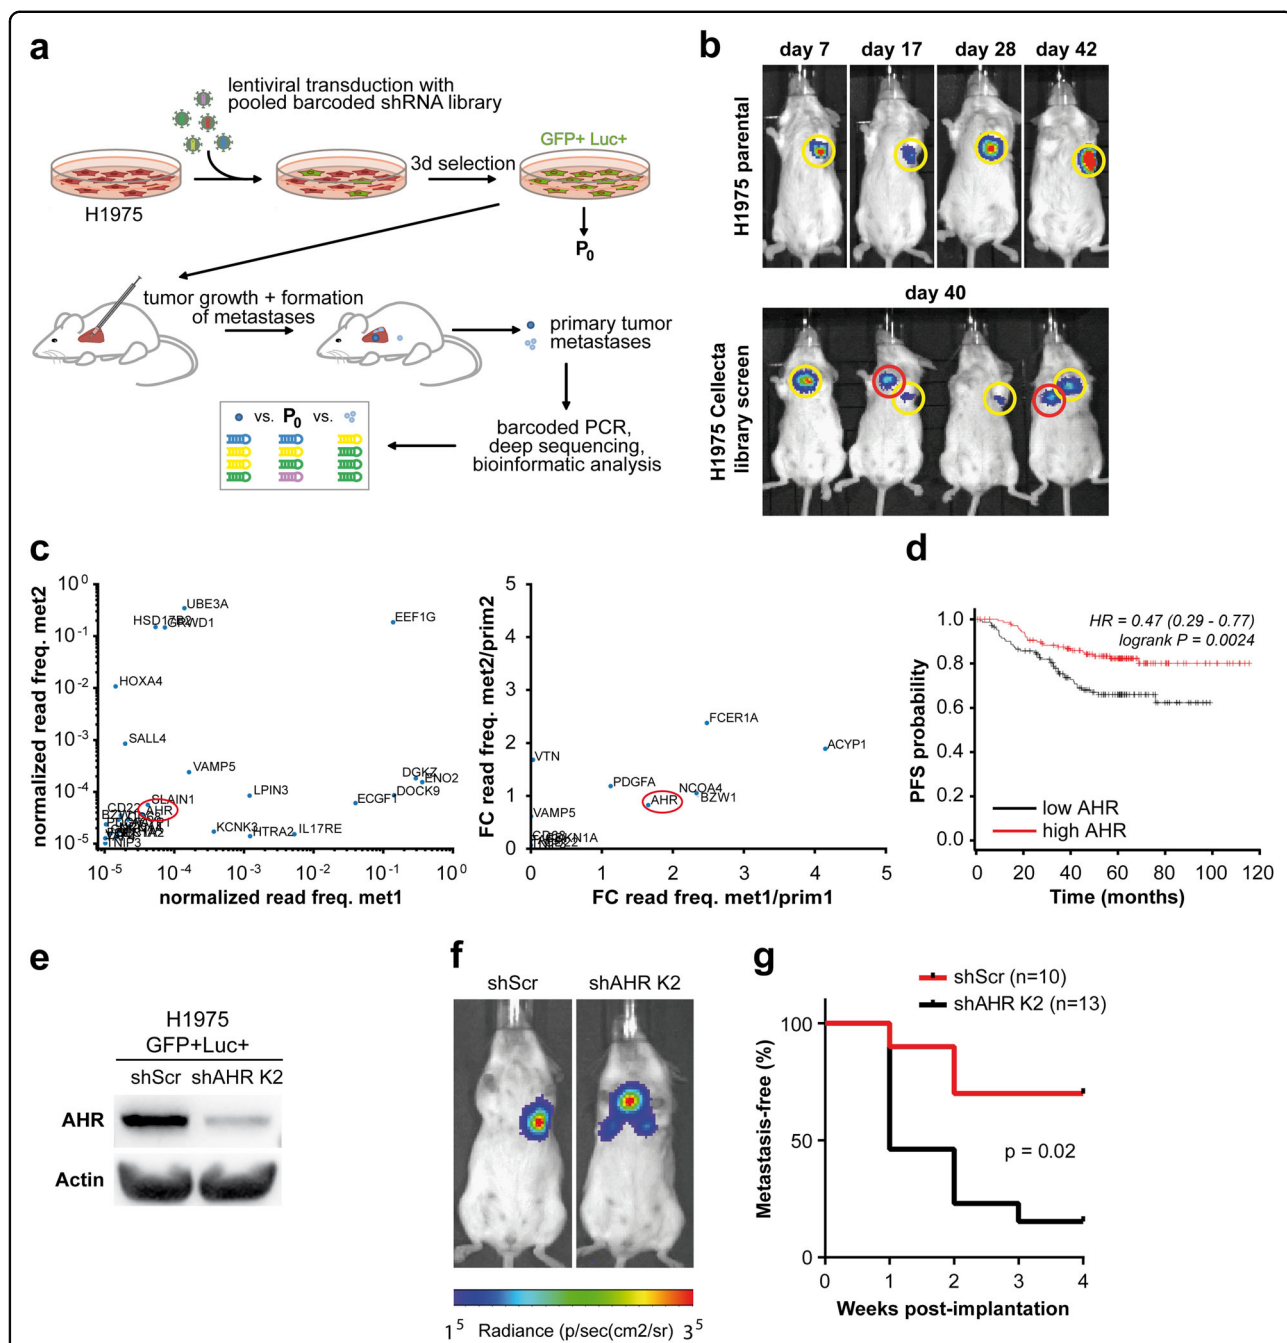 a
lentiviral transduction with
pooled barcoded shRNA library
GFP+ Luc+
3d selection
H1975
P0
tumor growth + formation
of metastases
primary tumor
metastases
vs. P0 vs.
barcoded PCR,
deep sequencing,
bioinformatic analysis
b
day 7 day 17 day 28 day 42
H1975 parental
day 40
H1975 Cellecta
library screen
c
normalized read freq. met2
10^0
10^-1
10^-2
10^-3
10^-4
10^-5
UBE3A
EEF1G
HSD17B2
GRWD1
HOXA4
SALL4
VAMP5
DGKZ
ENO2
LPIN3
DOCK9
ECGF1
SLAIN1
CD22
AHR
KCNK3
HTRA2
IL17RE
TNIP3
10^-5 10^-4 10^-3 10^-2 10^-1 10^0
normalized read freq. met1
FC read freq. met2/prim2
5
4
3
2
1
0
FCER1A
ACYP1
VTN
PDGFA
NCOA4
AHR
BZW1
VAMP5
CD68
0 1 2 3 4 5
FC read freq. met1/prim1
d
PFS probability
1.0
0.8
0.6
0.4
0.2
0.0
HR = 0.47 (0.29 - 0.77)
logrank P = 0.0024
low AHR
high AHR
0 20 40 60 80 100 120
Time (months)
e
H1975
GFP+Luc+
shScr shAHR K2
AHR
Actin
f
shScr shAHR K2
1^5 Radiance (p/sec(cm2/sr) 3^5
g
shScr (n=10)
shAHR K2 (n=13)
Metastasis-free (%)
100
50
0
p = 0.02
0 1 2 3 4
Weeks post-implantation